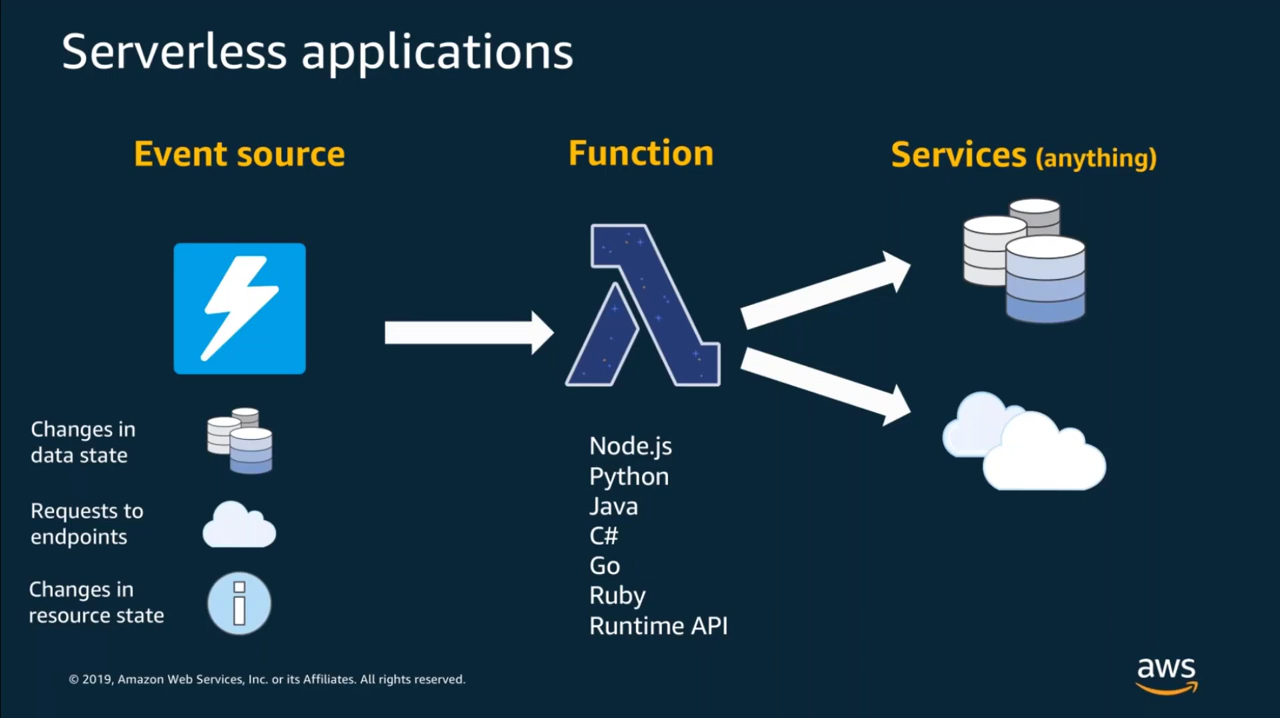 Serverless applications
Event source
Function
Services (anything)
Changes in
data state
Requests to
endpoints
Changes in
resource state
Node.js
Python
Java
C#
Go
Ruby
Runtime API
© 2019, Amazon Web Services, Inc. or its Affiliates. All rights reserved.
aws